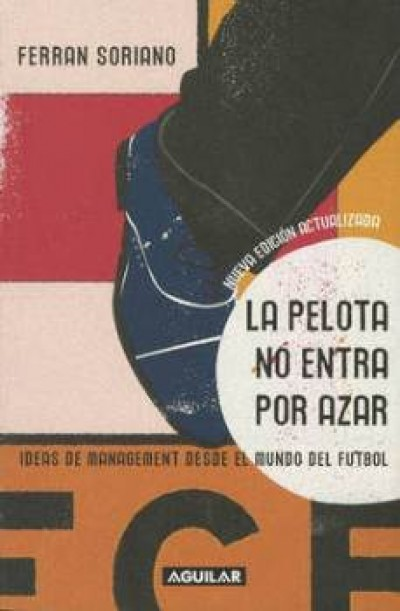 FERRAN SORIANO
NUEVA EDICIÓN ACTUALIZADA
LA PELOTA
NO ENTRA
POR AZAR
IDEAS DE MANAGEMENT DESDE EL MUNDO DEL FUTBOL
ECE
AGUILAR